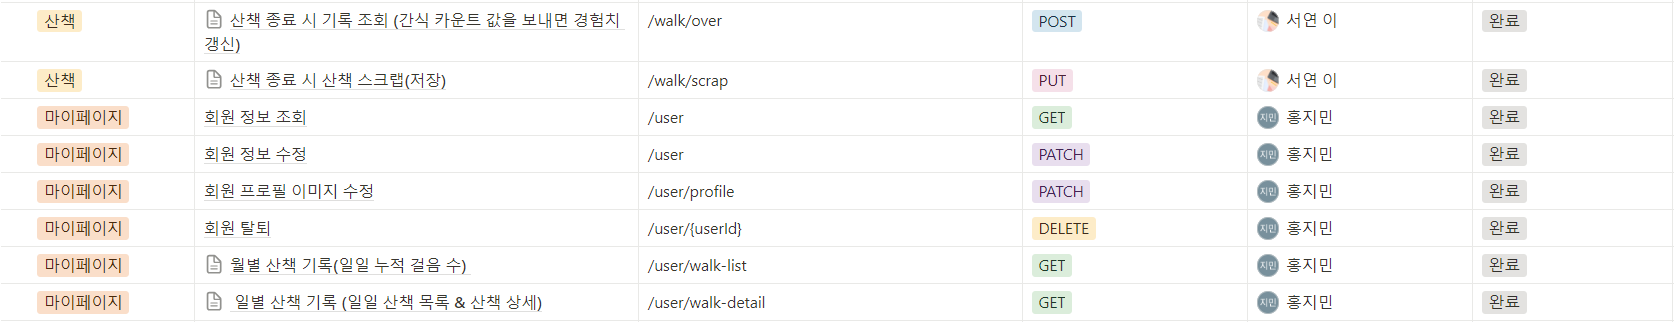 산책 산책 종료 시 기록 조회 (간식 카운트 값을 보내면 경험치 갱신) /walk/over POST 서연 이 완료
산책 산책 종료 시 산책 스크랩(저장) /walk/scrap PUT 서연 이 완료
마이페이지 회원 정보 조회 /user GET 지민 홍지민 완료
마이페이지 회원 정보 수정 /user PATCH 지민 홍지민 완료
마이페이지 회원 프로필 이미지 수정 /user/profile PATCH 지민 홍지민 완료
마이페이지 회원 탈퇴 /user/{userId} DELETE 지민 홍지민 완료
마이페이지 월별 산책 기록(일일 누적 걸음 수) /user/walk-list GET 지민 홍지민 완료
마이페이지 일별 산책 기록 (일일 산책 목록 & 산책 상세) /user/walk-detail GET 지민 홍지민 완료